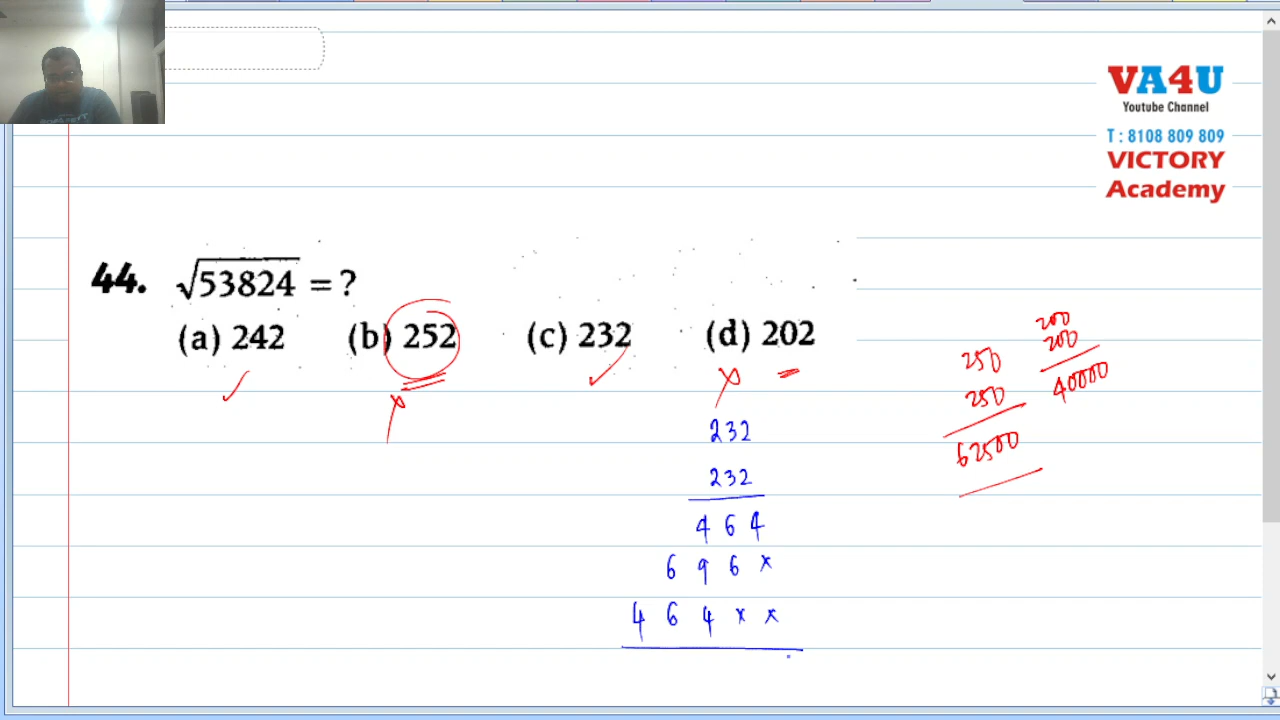 VA4U
Youtube Channel
T : 8108 809 809
VICTORY
Academy
44. √53824 = ?
(a) 242 (b) 252 (c) 232 (d) 202
200
200
40000
250
250
62500
232
232
464
696×
464××